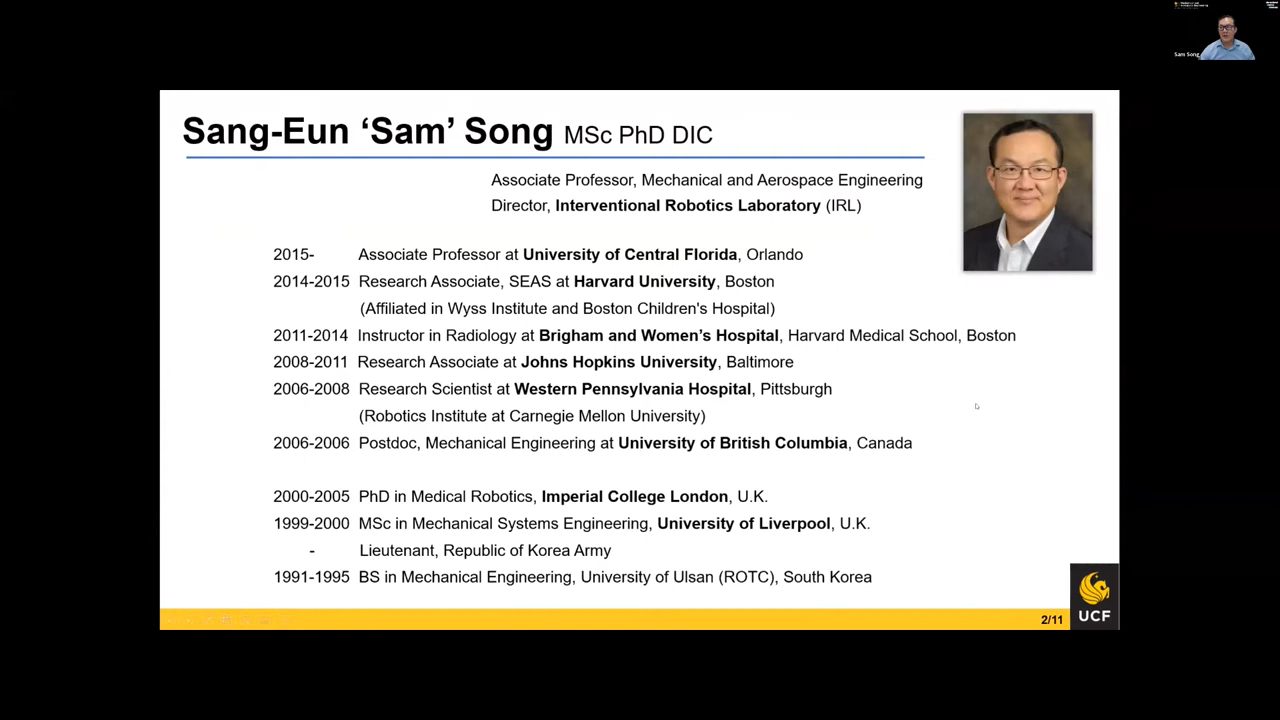 Sam Song
Sang-Eun ‘Sam’ Song MSc PhD DIC
Associate Professor, Mechanical and Aerospace Engineering
Director, Interventional Robotics Laboratory (IRL)
2015- Associate Professor at University of Central Florida, Orlando
2014-2015 Research Associate, SEAS at Harvard University, Boston
(Affiliated in Wyss Institute and Boston Children's Hospital)
2011-2014 Instructor in Radiology at Brigham and Women’s Hospital, Harvard Medical School, Boston
2008-2011 Research Associate at Johns Hopkins University, Baltimore
2006-2008 Research Scientist at Western Pennsylvania Hospital, Pittsburgh
(Robotics Institute at Carnegie Mellon University)
2006-2006 Postdoc, Mechanical Engineering at University of British Columbia, Canada
2000-2005 PhD in Medical Robotics, Imperial College London, U.K.
1999-2000 MSc in Mechanical Systems Engineering, University of Liverpool, U.K.
- Lieutenant, Republic of Korea Army
1991-1995 BS in Mechanical Engineering, University of Ulsan (ROTC), South Korea
2/11
UCF